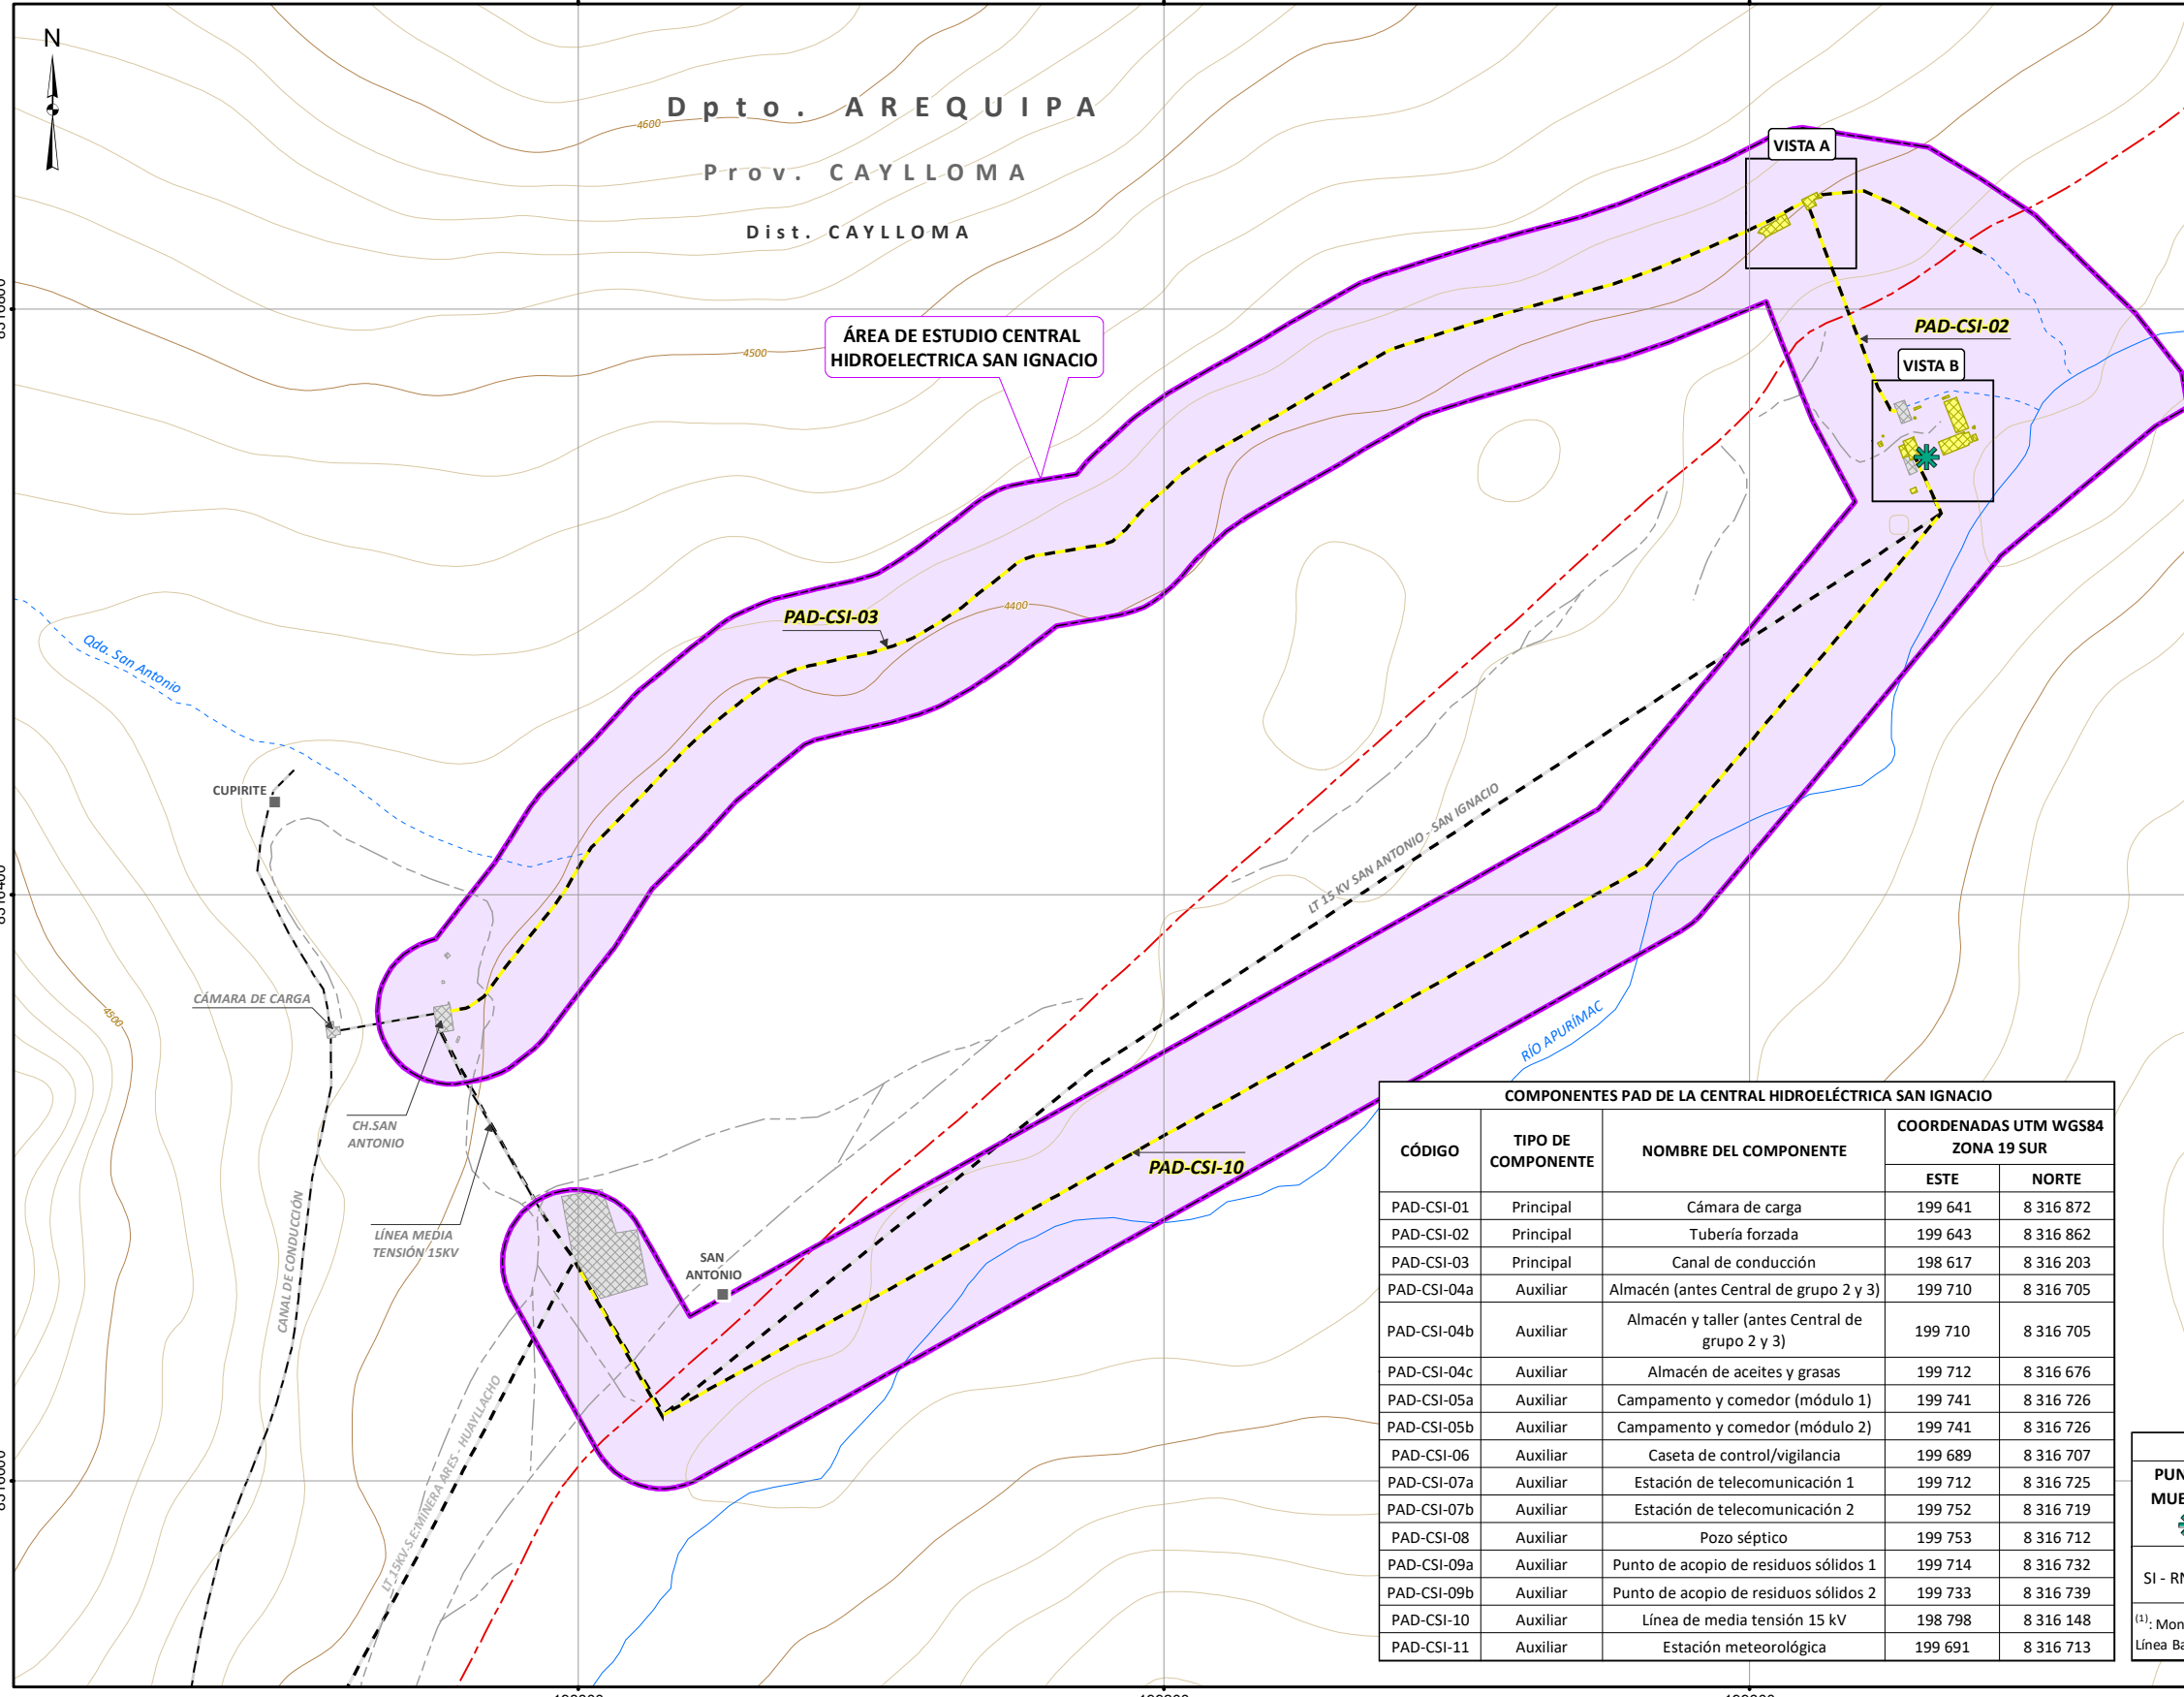 N
Dpto. AREQUIPA
Prov. CAYLLOMA
Dist. CAYLLOMA
4600
4500
4400
4500
VISTA A
PAD-CSI-02
VISTA B
ÁREA DE ESTUDIO CENTRAL
HIDROELECTRICA SAN IGNACIO
PAD-CSI-03
Qda. San Antonio
CUPIRITE
LT 15 KV SAN ANTONIO - SAN IGNACIO
CÁMARA DE CARGA
RÍO APURÍMAC
CH.SAN
ANTONIO
PAD-CSI-10
LÍNEA MEDIA
TENSIÓN 15KV
CANAL DE CONDUCCIÓN
SAN
ANTONIO
LT 15KV-S.E.MINERA ARES - HUAYLLACHO
COMPONENTES PAD DE LA CENTRAL HIDROELÉCTRICA SAN IGNACIO
CÓDIGO TIPO DE COMPONENTE NOMBRE DEL COMPONENTE COORDENADAS UTM WGS84 ZONA 19 SUR
ESTE NORTE
PAD-CSI-01 Principal Cámara de carga 199 641 8 316 872
PAD-CSI-02 Principal Tubería forzada 199 643 8 316 862
PAD-CSI-03 Principal Canal de conducción 198 617 8 316 203
PAD-CSI-04a Auxiliar Almacén (antes Central de grupo 2 y 3) 199 710 8 316 705
PAD-CSI-04b Auxiliar Almacén y taller (antes Central de grupo 2 y 3) 199 710 8 316 705
PAD-CSI-04c Auxiliar Almacén de aceites y grasas 199 712 8 316 676
PAD-CSI-05a Auxiliar Campamento y comedor (módulo 1) 199 741 8 316 726
PAD-CSI-05b Auxiliar Campamento y comedor (módulo 2) 199 741 8 316 726
PAD-CSI-06 Auxiliar Caseta de control/vigilancia 199 689 8 316 707
PAD-CSI-07a Auxiliar Estación de telecomunicación 1 199 712 8 316 725
PAD-CSI-07b Auxiliar Estación de telecomunicación 2 199 752 8 316 719
PAD-CSI-08 Auxiliar Pozo séptico 199 753 8 316 712
PAD-CSI-09a Auxiliar Punto de acopio de residuos sólidos 1 199 714 8 316 732
PAD-CSI-09b Auxiliar Punto de acopio de residuos sólidos 2 199 733 8 316 739
PAD-CSI-10 Auxiliar Línea de media tensión 15 kV 198 798 8 316 148
PAD-CSI-11 Auxiliar Estación meteorológica 199 691 8 316 713
(1): Mon
Línea Ba